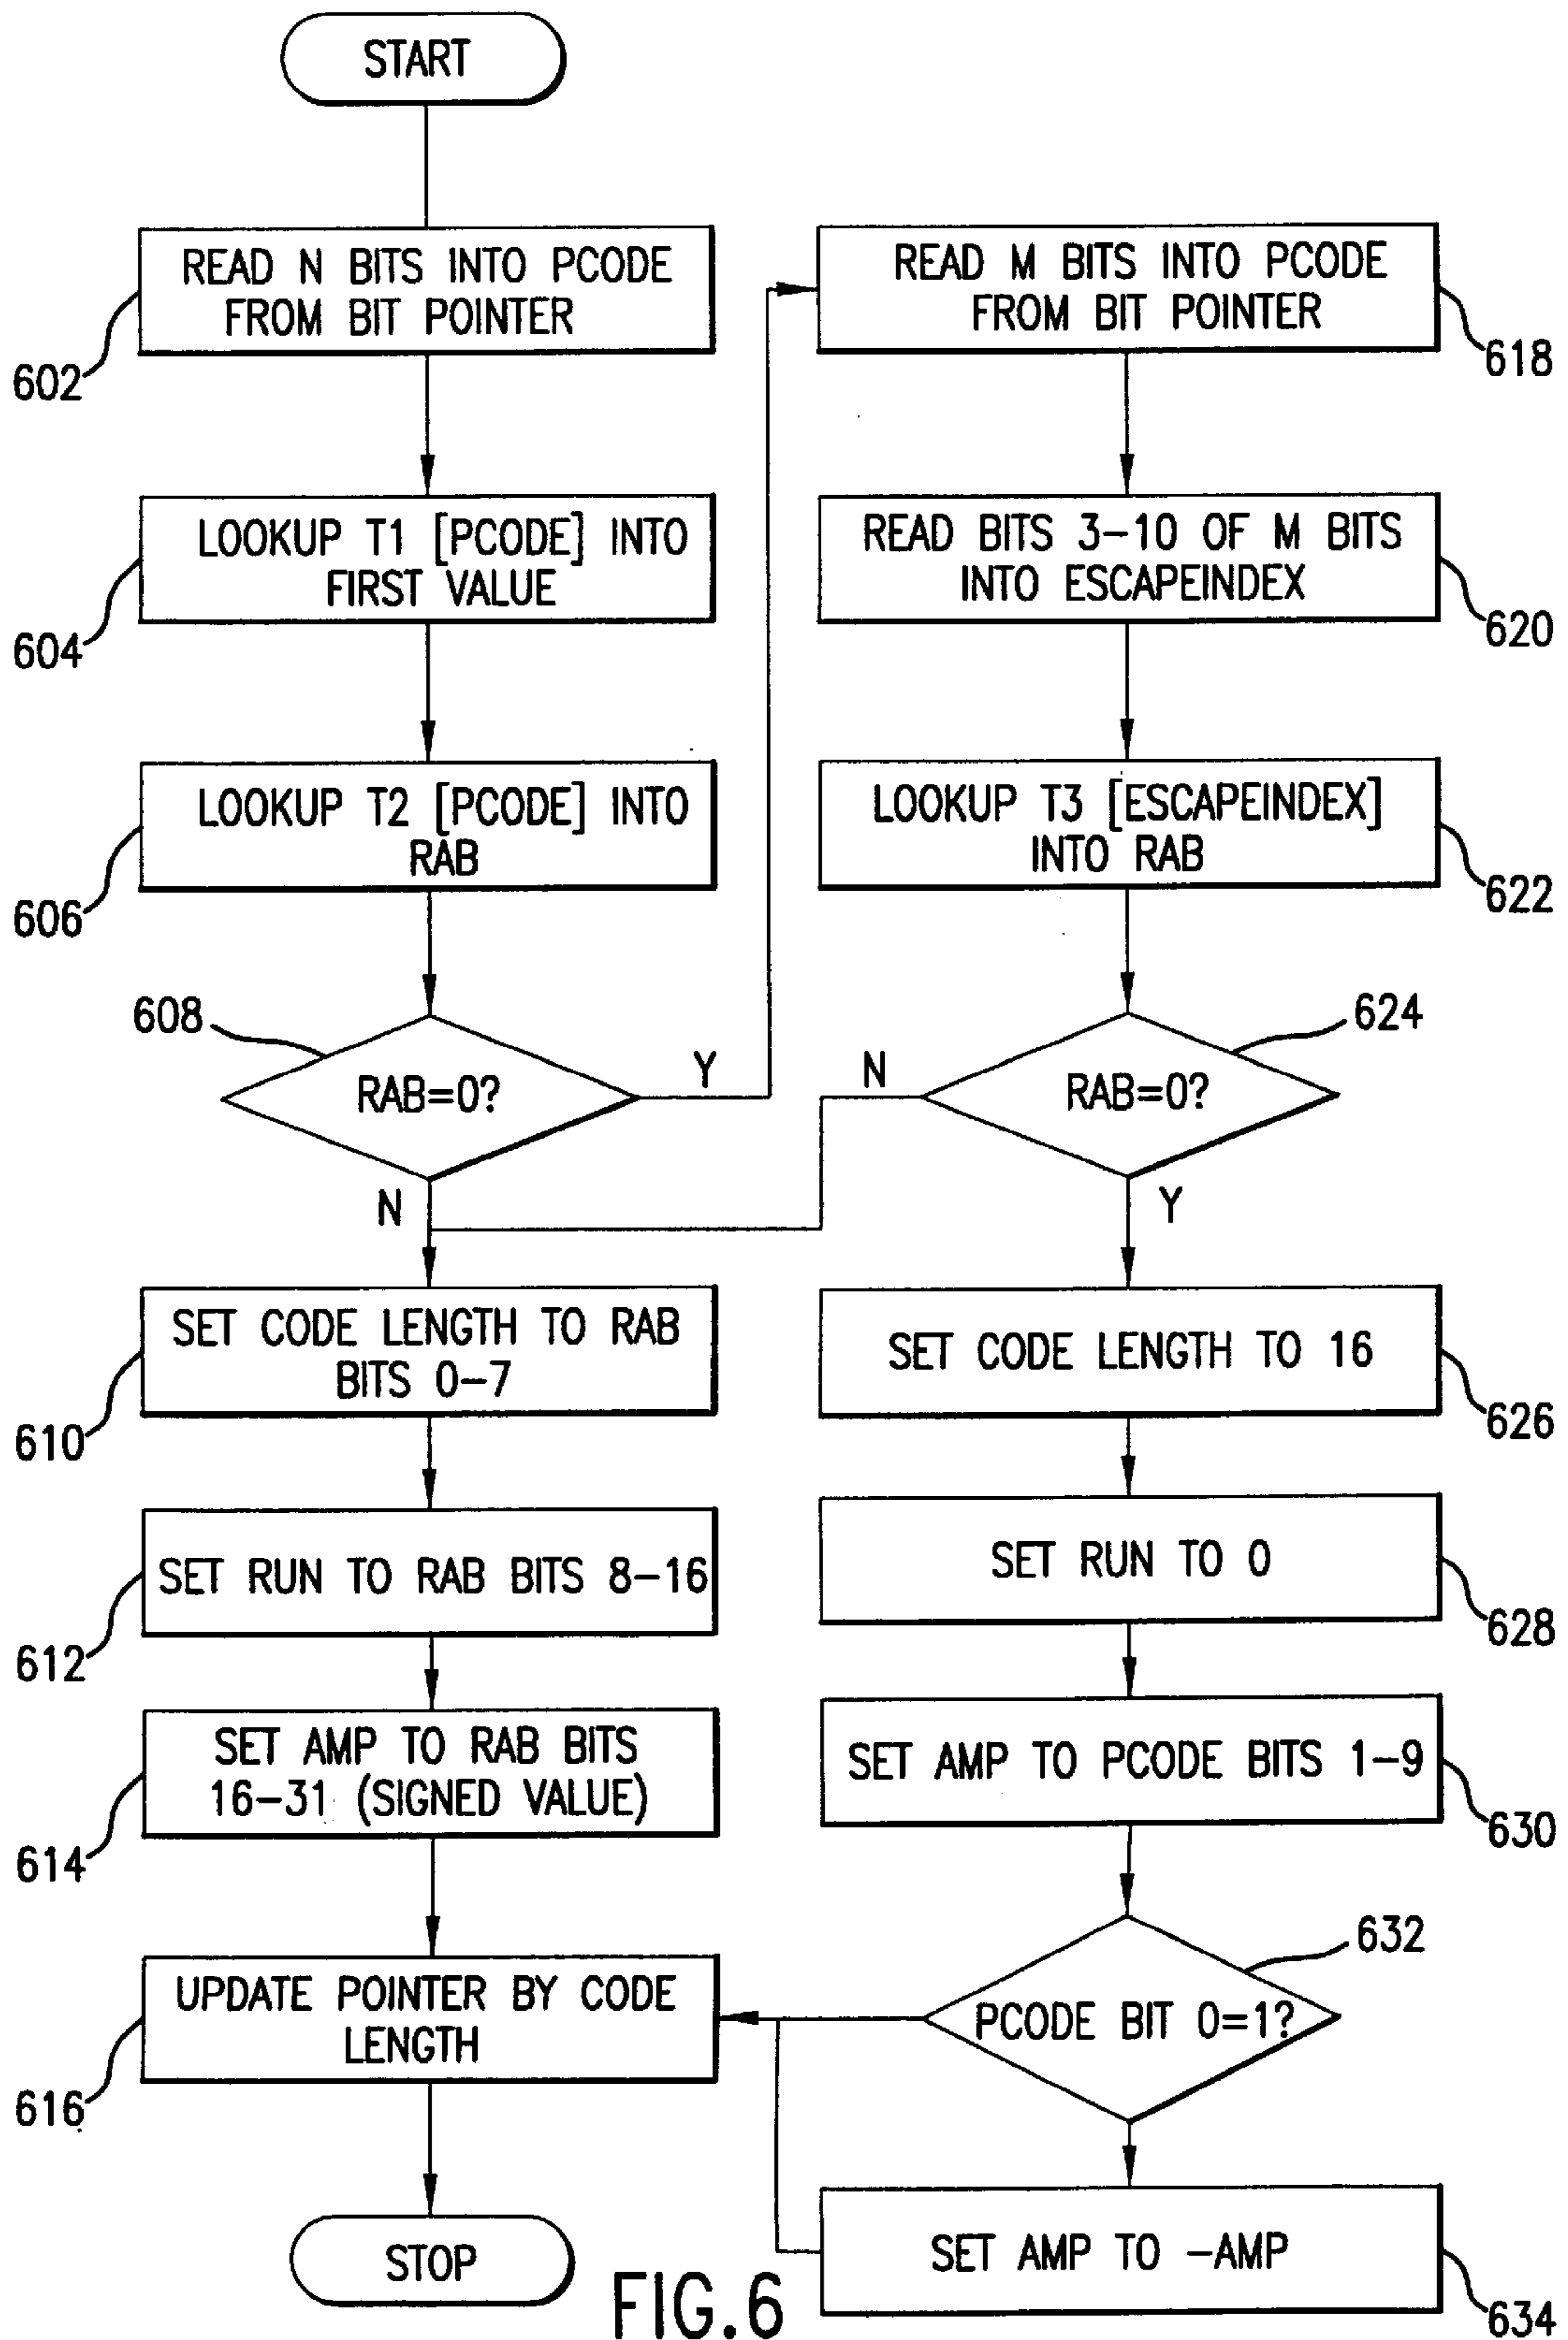 START
READ N BITS INTO PCODE
FROM BIT POINTER
602
LOOKUP T1 [PCODE] INTO
FIRST VALUE
604
LOOKUP T2 [PCODE] INTO
RAB
606
608
RAB=0?
Y
N
SET CODE LENGTH TO RAB
BITS 0-7
610
SET RUN TO RAB BITS 8-16
612
SET AMP TO RAB BITS
16-31 (SIGNED VALUE)
614
UPDATE POINTER BY CODE
LENGTH
616
STOP
READ M BITS INTO PCODE
FROM BIT POINTER
618
READ BITS 3-10 OF M BITS
INTO ESCAPEINDEX
620
LOOKUP T3 [ESCAPEINDEX]
INTO RAB
622
624
N
RAB=0?
Y
SET CODE LENGTH TO 16
626
SET RUN TO 0
628
SET AMP TO PCODE BITS 1-9
630
632
PCODE BIT 0=1?
SET AMP TO -AMP
634
FIG.6